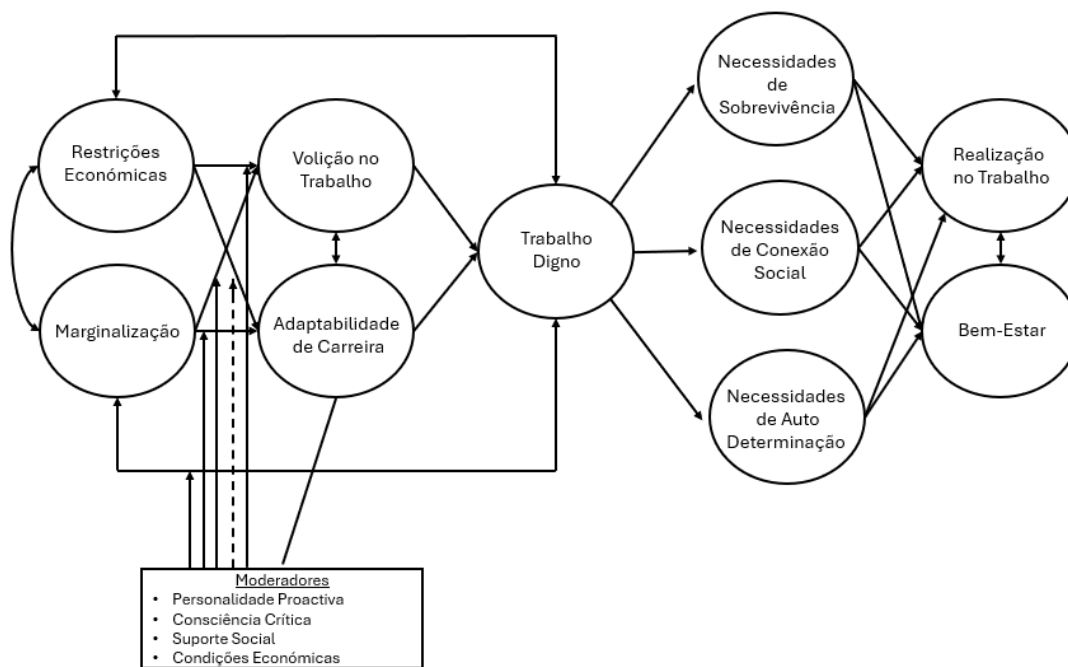 Necessidades
de
Sobrevivência
Restrições
Económicas
Volição no
Trabalho
Realização
no Trabalho
Trabalho
Digno
Necessidades
de Conexão
Social
Marginalização
Adaptabilidade
de Carreira
Bem-Estar
Necessidades
de Auto
Determinação
Moderadores
• Personalidade Proactiva
• Consciência Crítica
• Suporte Social
• Condições Económicas